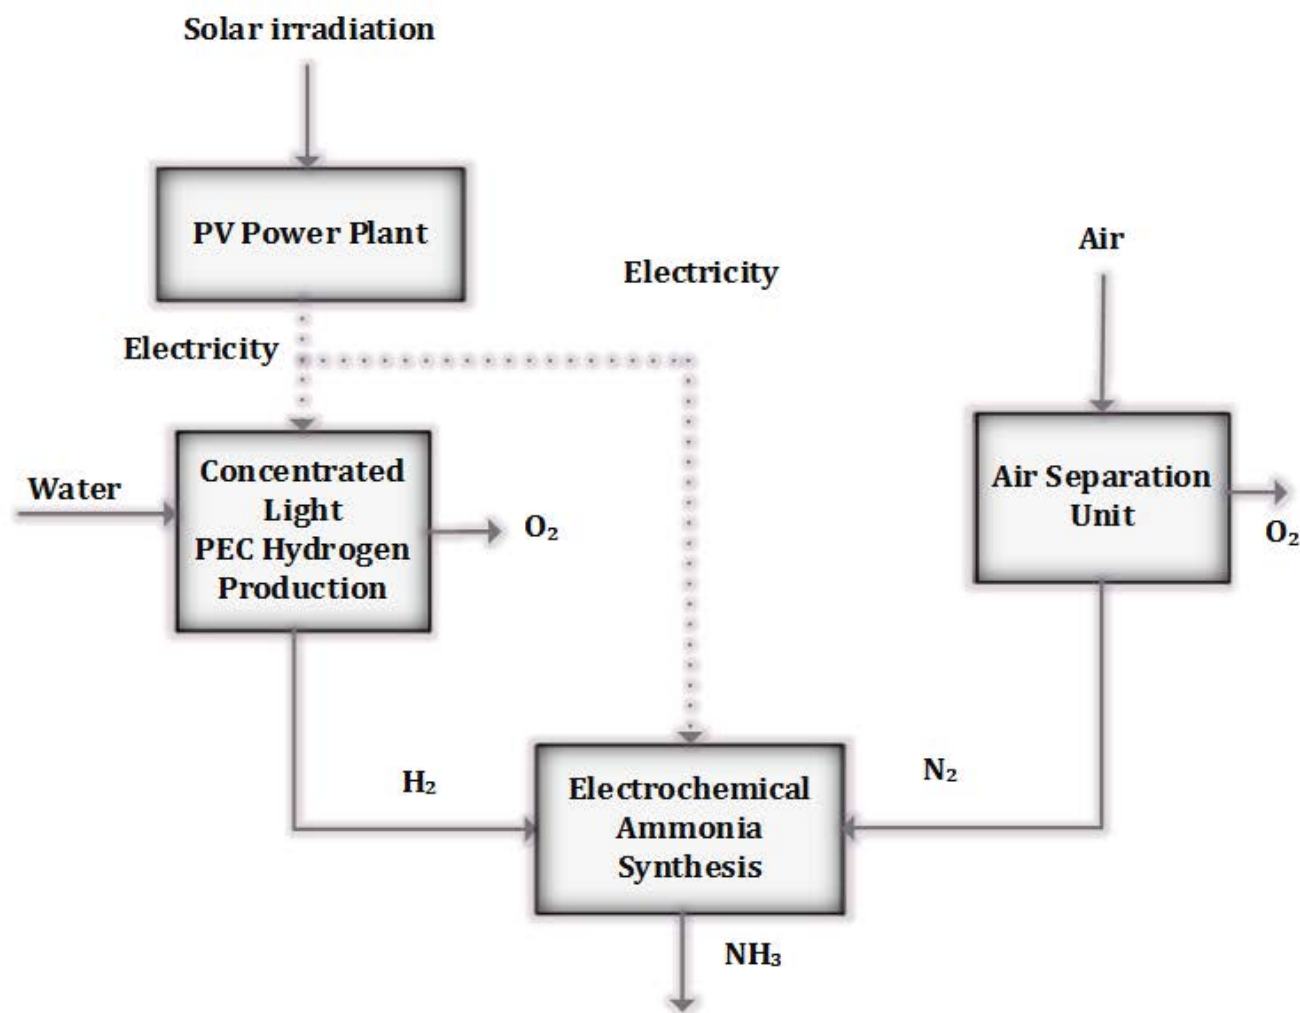 Solar irradiation
PV Power Plant
Air
Electricity
Electricity
Concentrated
Light
PEC Hydrogen
Production
Water
O₂
Air Separation
Unit
O₂
H₂
N₂
Electrochemical
Ammonia
Synthesis
NH₃